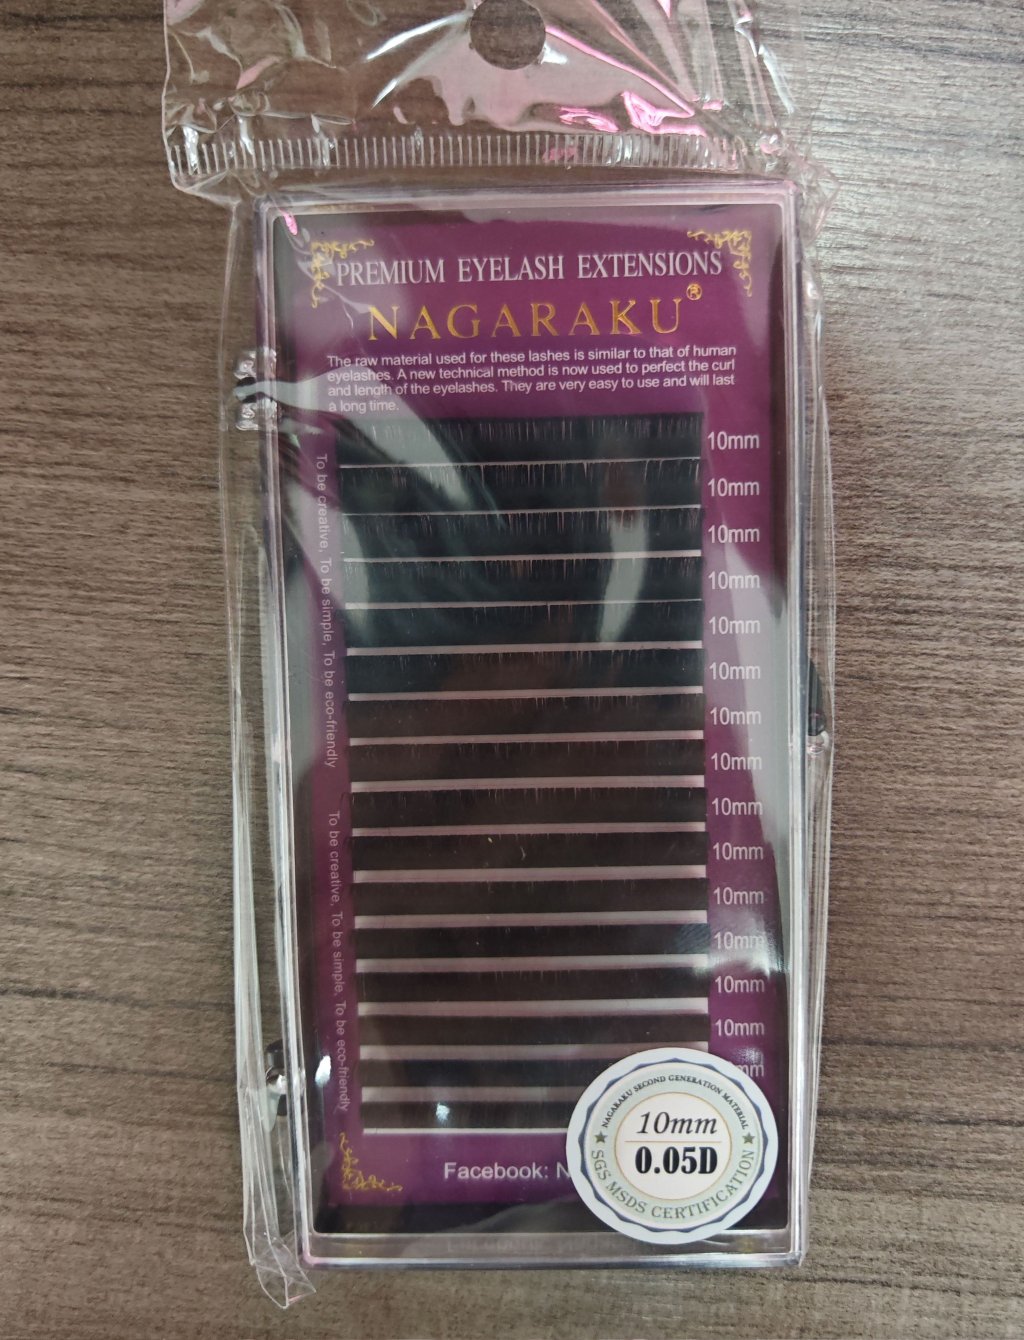 PREMIUM EYELASH EXTENSIONS
NAGARAKU®
The raw material used for these lashes is similar to that of human
eyelashes. A new technical method is now used to perfect the curl
and length of the eyelashes. They are very easy to use and will last
a long time.
10mm
10mm
10mm
10mm
10mm
10mm
10mm
10mm
10mm
10mm
10mm
10mm
10mm
10mm
mm
To be creative, To be simple, To be eco-friendly
To be creative, To be simple, To be eco-friendly
Facebook: N
NAGARAKU SECOND GENERATION MATERIAL
10mm
0.05D
★ SGS MSDS CERTIFICATION ★